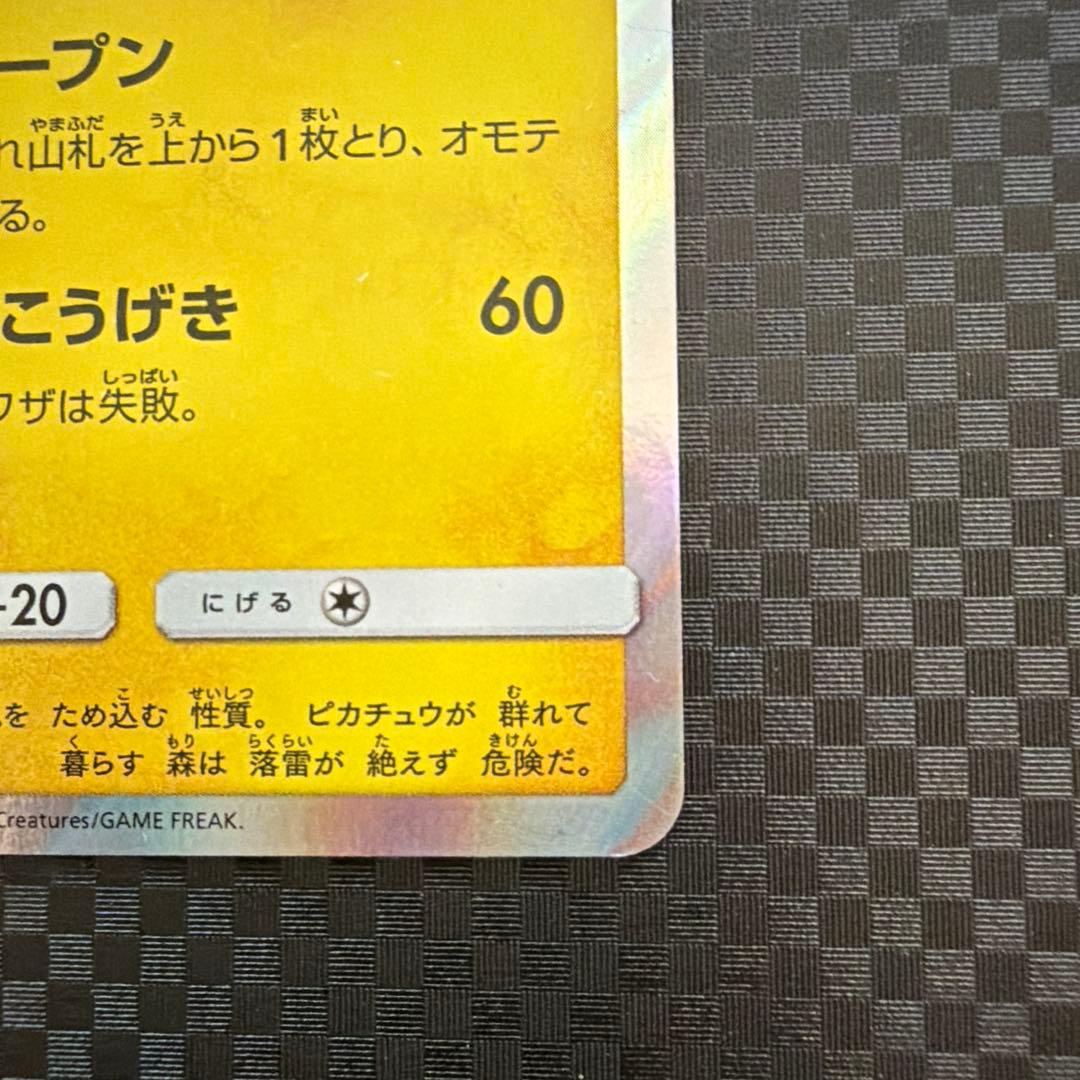 ープン
れ山札を上から1枚とり、オモテ
る。
こうげき 60
ワザは失敗。
-20 にげる
を ため込む 性質。 ピカチュウが 群れて
暮らす 森は 落雷が 絶えず 危険だ。
Creatures/GAME FREAK.